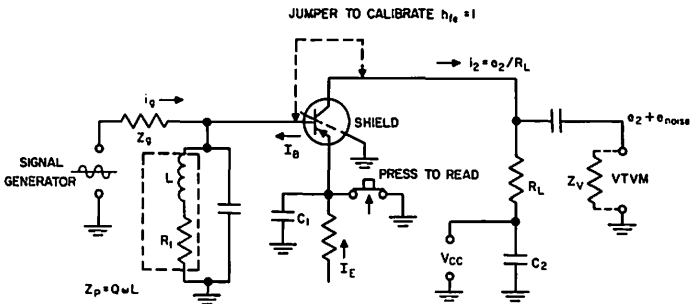 JUMPER TO CALIBRATE hfe = 1
i2 = e2/RL
ig
Zg
SHIELD
e2 + enoise
IB
SIGNAL
GENERATOR
PRESS TO READ
L
RL
ZV
VTVM
C1
R1
VCC
C2
IE
ZP = QωL